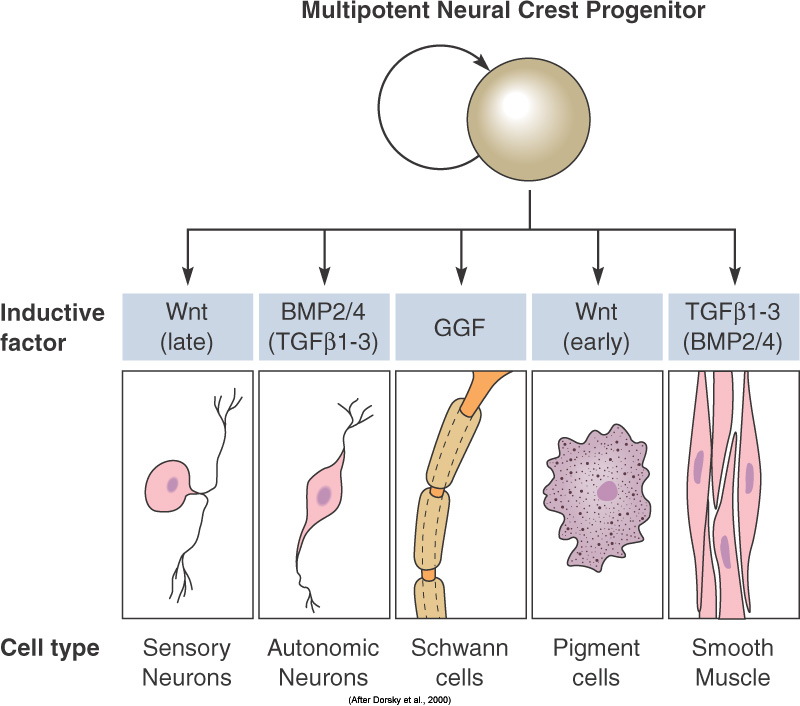 Multipotent Neural Crest Progenitor
Inductive
factor
Wnt
(late)
BMP2/4
(TGFβ1-3)
GGF
Wnt
(early)
TGFβ1-3
(BMP2/4)
Cell type
Sensory
Neurons
Autonomic
Neurons
Schwann
cells
Pigment
cells
Smooth
Muscle
(After Dorsky et al., 2000)